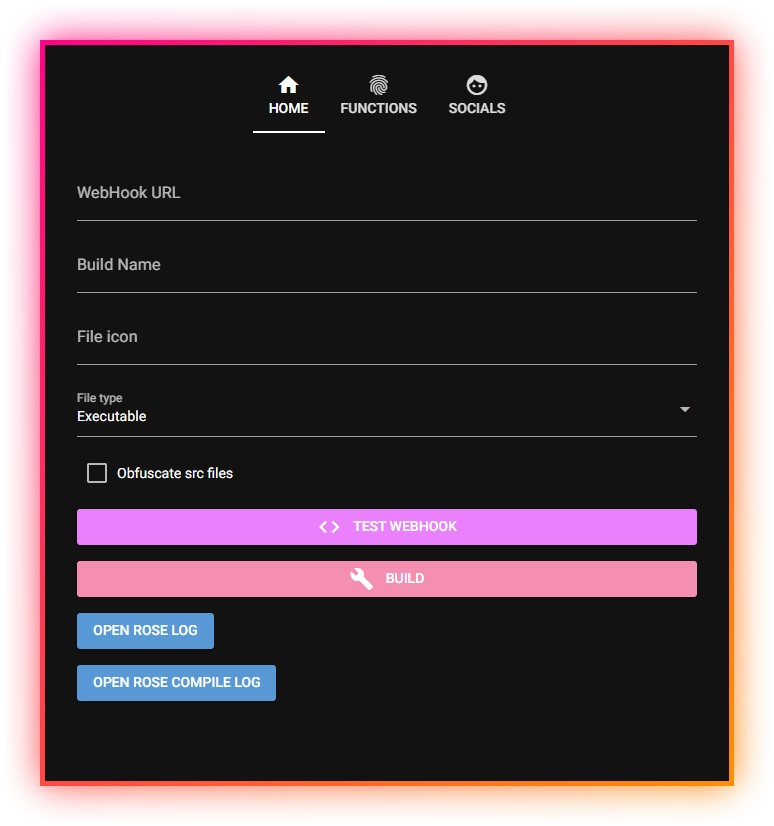 HOME
FUNCTIONS
SOCIALS
WebHook URL
Build Name
File icon
File type
Executable
Obfuscate src files
TEST WEBHOOK
BUILD
OPEN ROSE LOG
OPEN ROSE COMPILE LOG